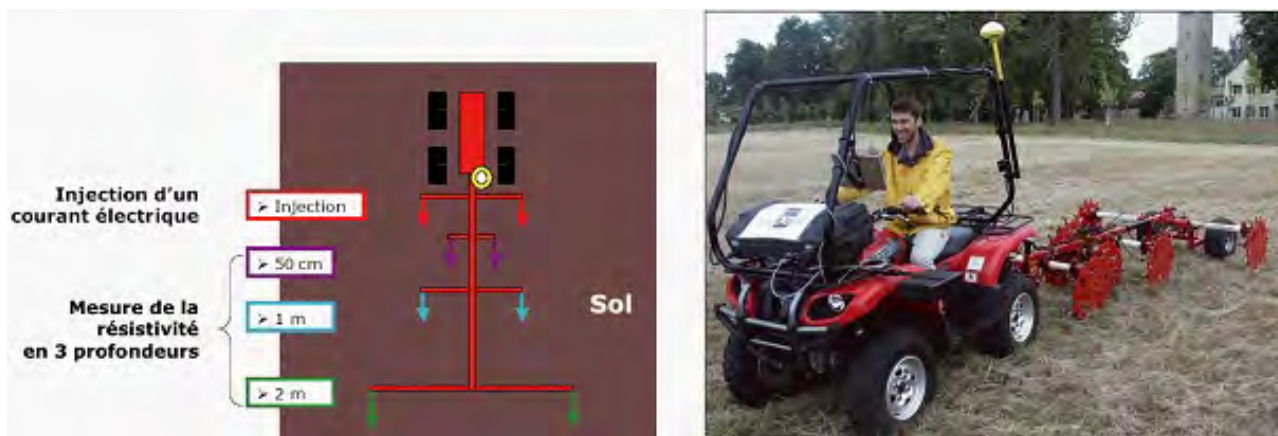 Injection d'un
courant électrique
➢ Injection
➢ 50 cm
Mesure de la
résistivité
en 3 profondeurs
➢ 1 m
➢ 2 m
Sol